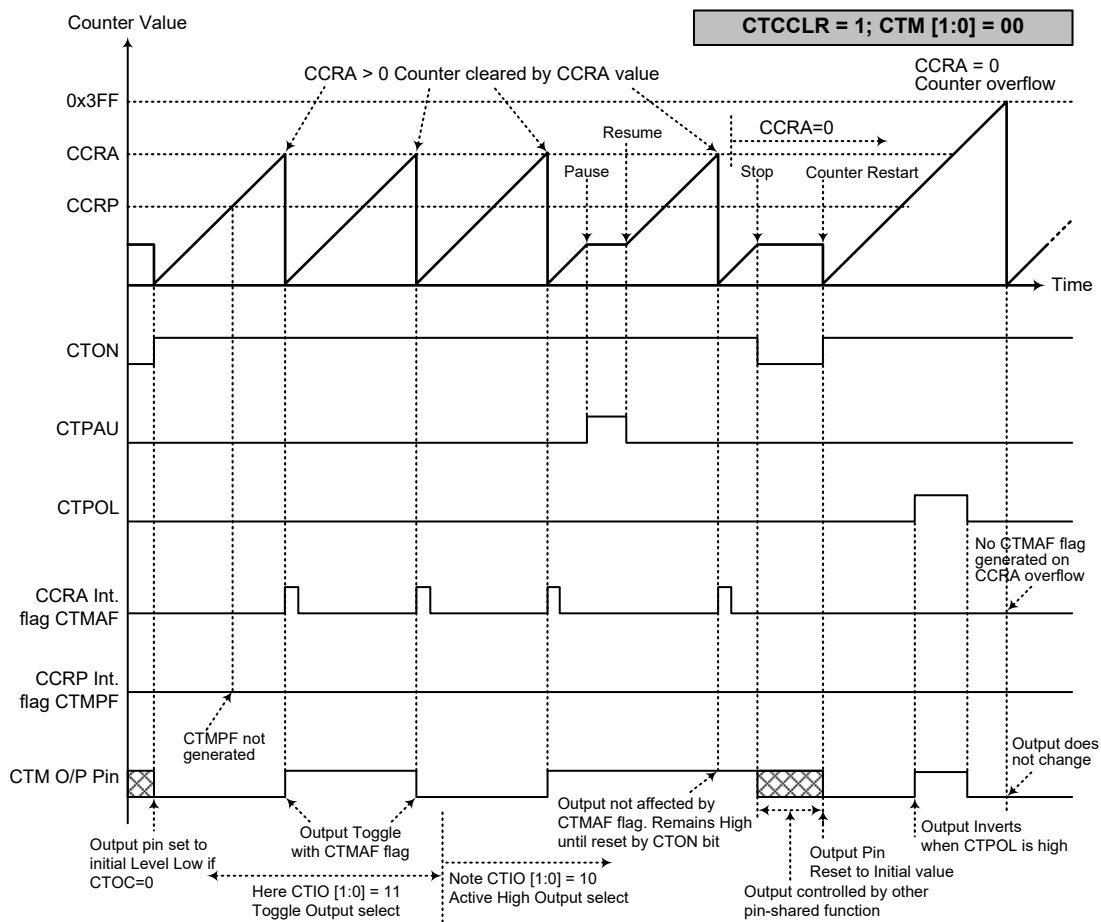 Counter Value
CTCCLR = 1; CTM [1:0] = 00
CCRA > 0 Counter cleared by CCRA value
CCRA = 0
Counter overflow
0x3FF
CCRA
CCRP
Resume
CCRA=0
Pause
Stop
Counter Restart
Time
CTON
CTPAU
CTPOL
No CTMAF flag
generated on
CCRA overflow
CCRA Int.
flag CTMAF
CCRP Int.
flag CTMPF
CTMPF not
generated
CTM O/P Pin
Output does
not change
Output pin set to
initial Level Low if
CTOC=0
Output Toggle
with CTMAF flag
Here CTIO [1:0] = 11
Toggle Output select
Note CTIO [1:0] = 10
Active High Output select
Output not affected by
CTMAF flag. Remains High
until reset by CTON bit
Output Pin
Reset to Initial value
Output controlled by other
pin-shared function
Output Inverts
when CTPOL is high